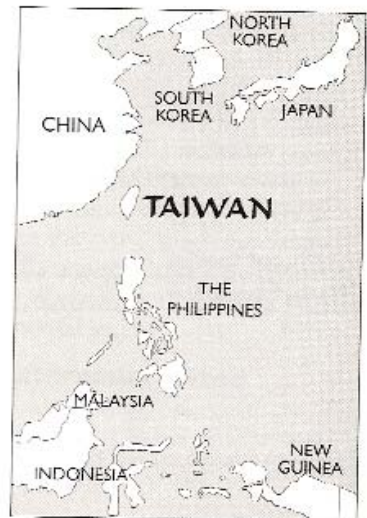 NORTH
KOREA
SOUTH
KOREA
JAPAN
CHINA
TAIWAN
THE
PHILIPPINES
MALAYSIA
INDONESIA
NEW
GUINEA